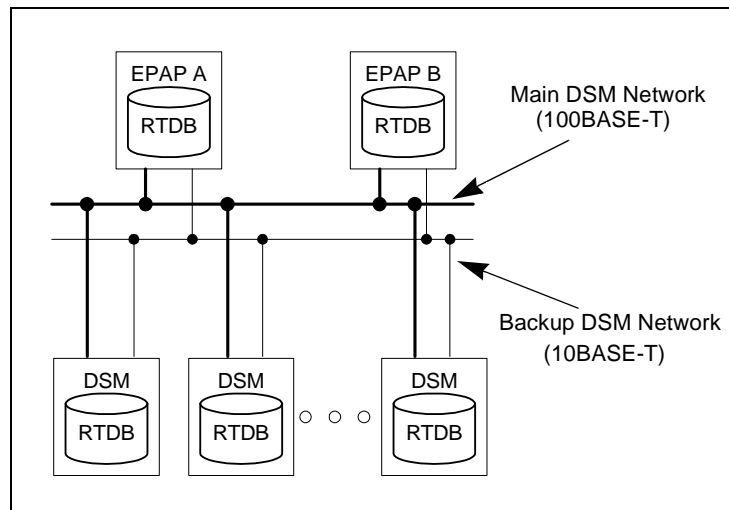 EPAP A
RTDB
EPAP B
RTDB
Main DSM Network
(100BASE-T)
Backup DSM Network
(10BASE-T)
DSM
RTDB
DSM
RTDB
DSM
RTDB